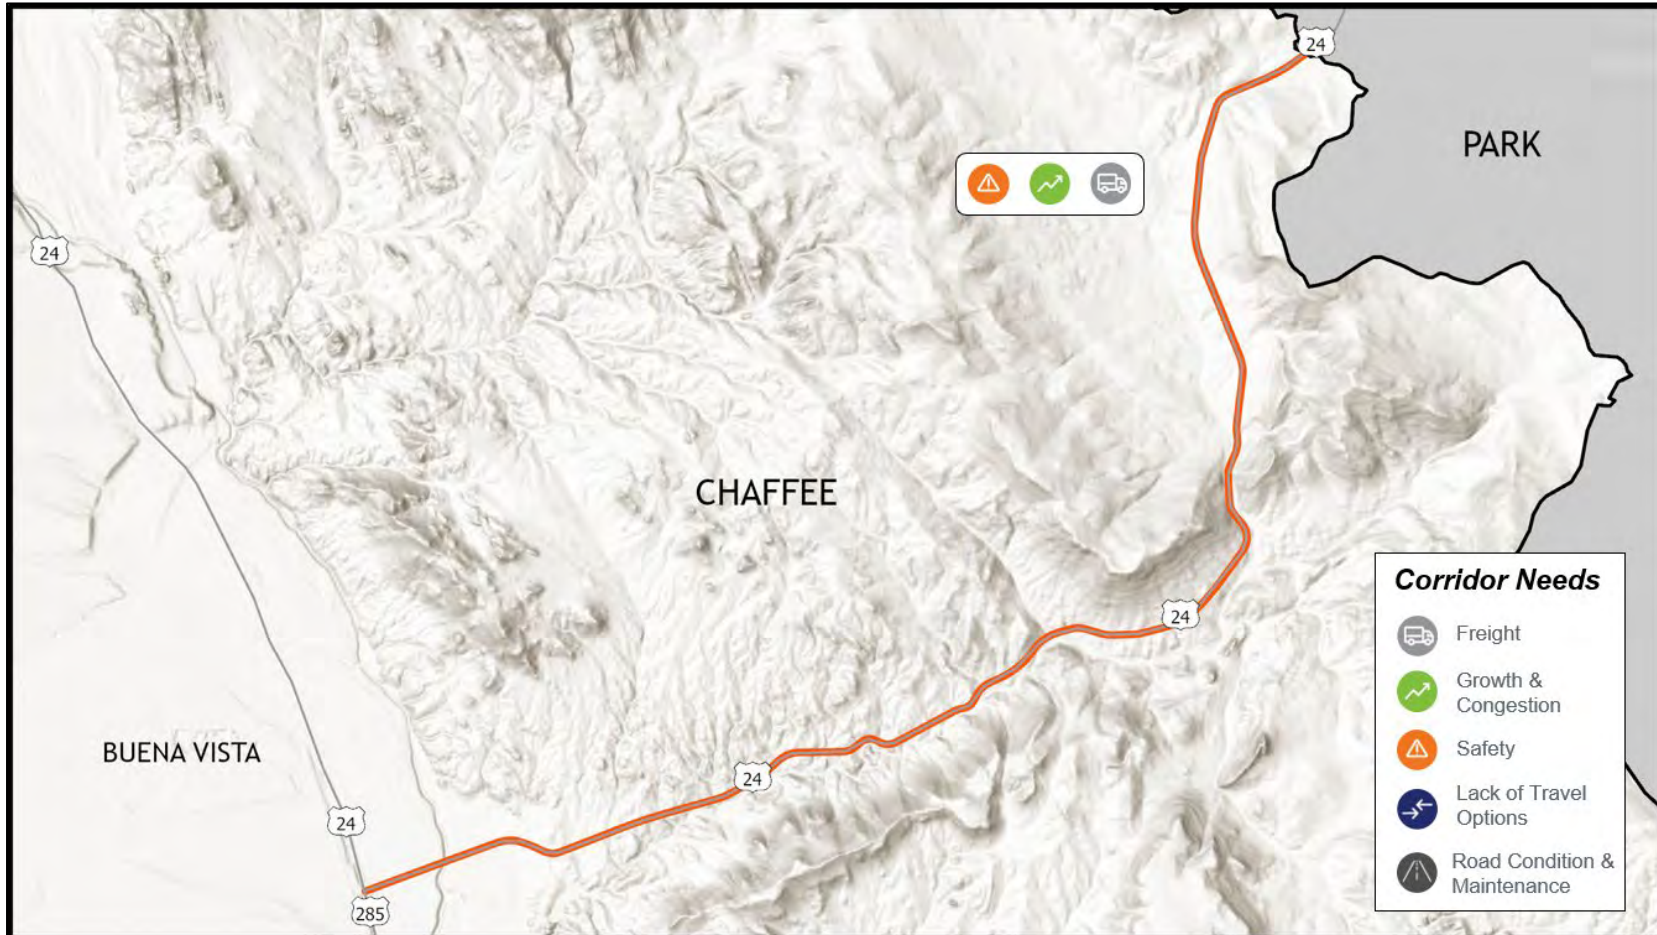 24
PARK
24
CHAFFEE
24
BUENA VISTA
24
24
285
Corridor Needs
Freight
Growth &
Congestion
Safety
Lack of Travel
Options
Road Condition &
Maintenance